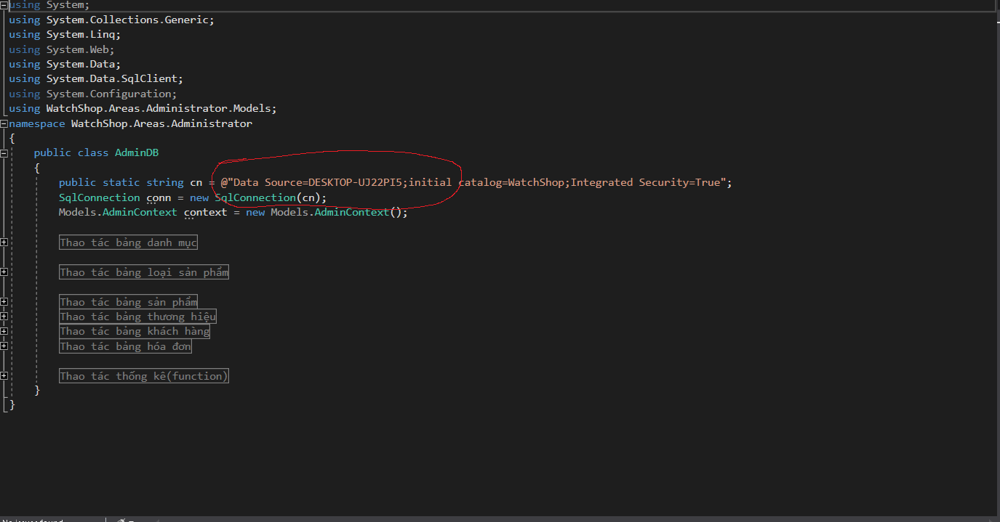 using System;
using System.Collections.Generic;
using System.Linq;
using System.Web;
using System.Data;
using System.Data.SqlClient;
using System.Configuration;
using WatchShop.Areas.Administrator.Models;
namespace WatchShop.Areas.Administrator
{
public class AdminDB
{
public static string cn = @"Data Source=DESKTOP-UJ22PI5;initial catalog=WatchShop;Integrated Security=True";
SqlConnection conn = new SqlConnection(cn);
Models.AdminContext context = new Models.AdminContext();
Thao tác bảng danh mục
Thao tác bảng loại sản phẩm
Thao tác bảng sản phẩm
Thao tác bảng thương hiệu
Thao tác bảng khách hàng
Thao tác bảng hóa đơn
Thao tác thống kê(function)
}
}